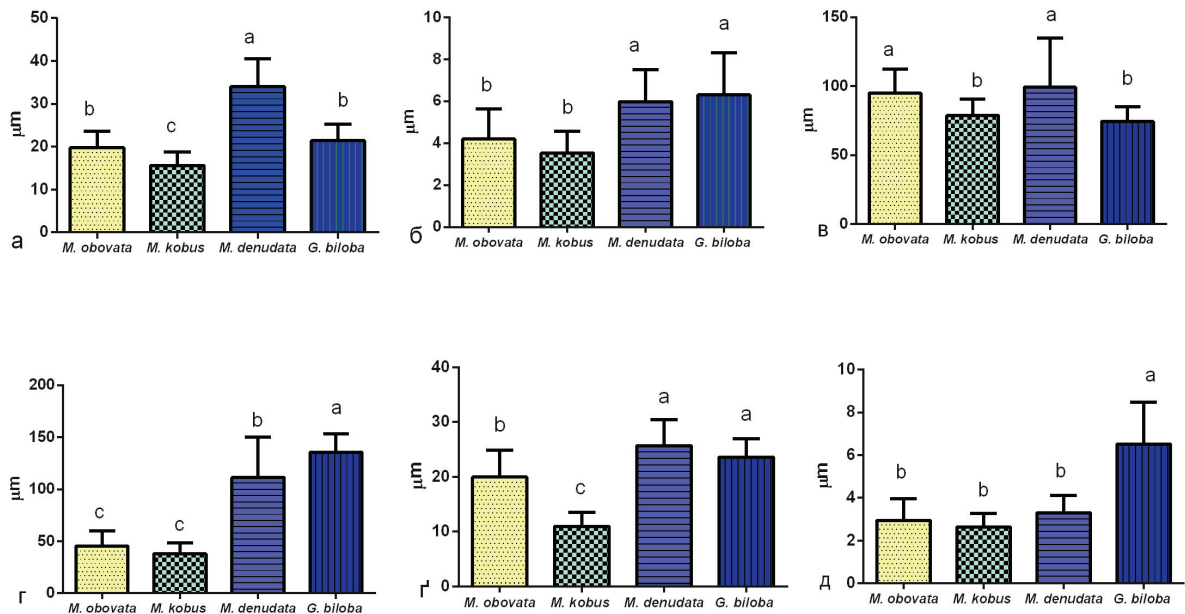 50
40
30
20
10
0
µm
b
c
a
b
M. obovata M. kobus M. denudata G. biloba
а
10
8
6
4
2
0
µm
b
b
a
a
M. obovata M. kobus M. denudata G. biloba
б
150
100
50
0
µm
a
b
a
b
M. obovata M. kobus M. denudata G. biloba
в
200
150
100
50
0
µm
c
c
b
a
M. obovata M. kobus M. denudata G. biloba
г
40
30
20
10
0
µm
b
c
a
a
M. obovata M. kobus M. denudata G. biloba
ґ
10
8
6
4
2
0
µm
b
b
b
a
M. obovata M. kobus M. denudata G. biloba
д